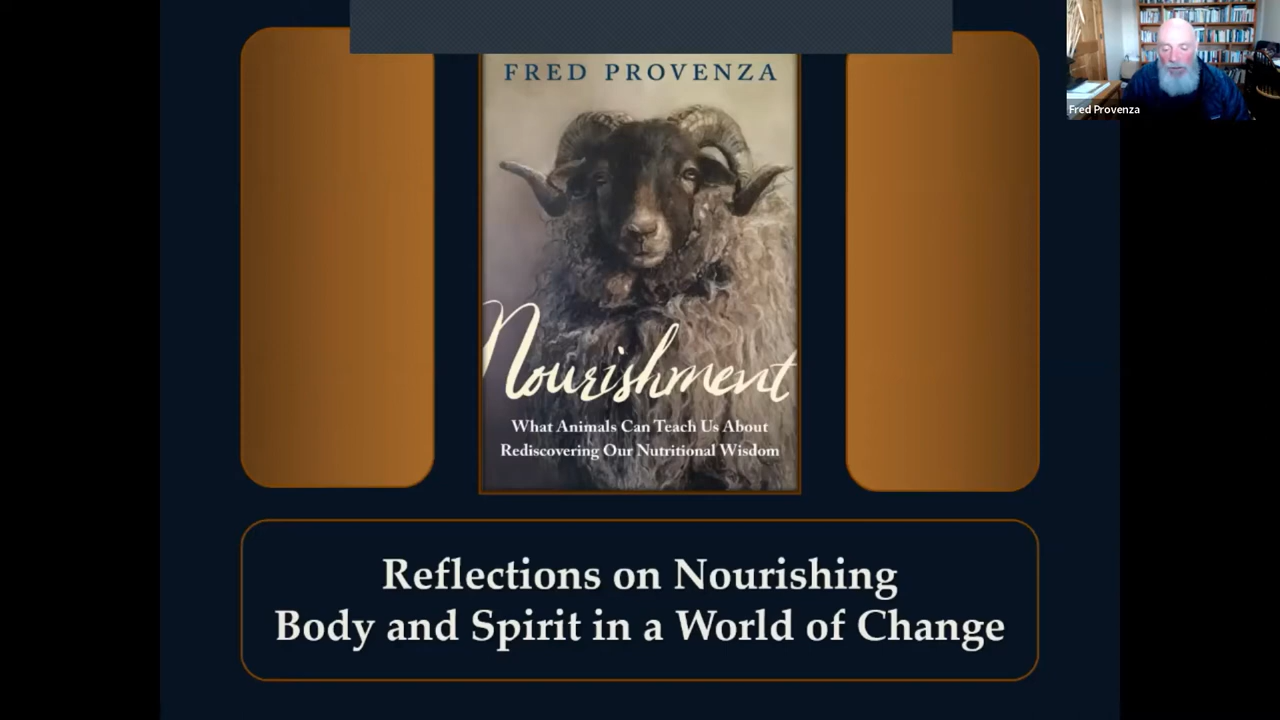 FRED PROVENZA
Nourishment
What Animals Can Teach Us About
Rediscovering Our Nutritional Wisdom
Reflections on Nourishing
Body and Spirit in a World of Change
Fred Provenza